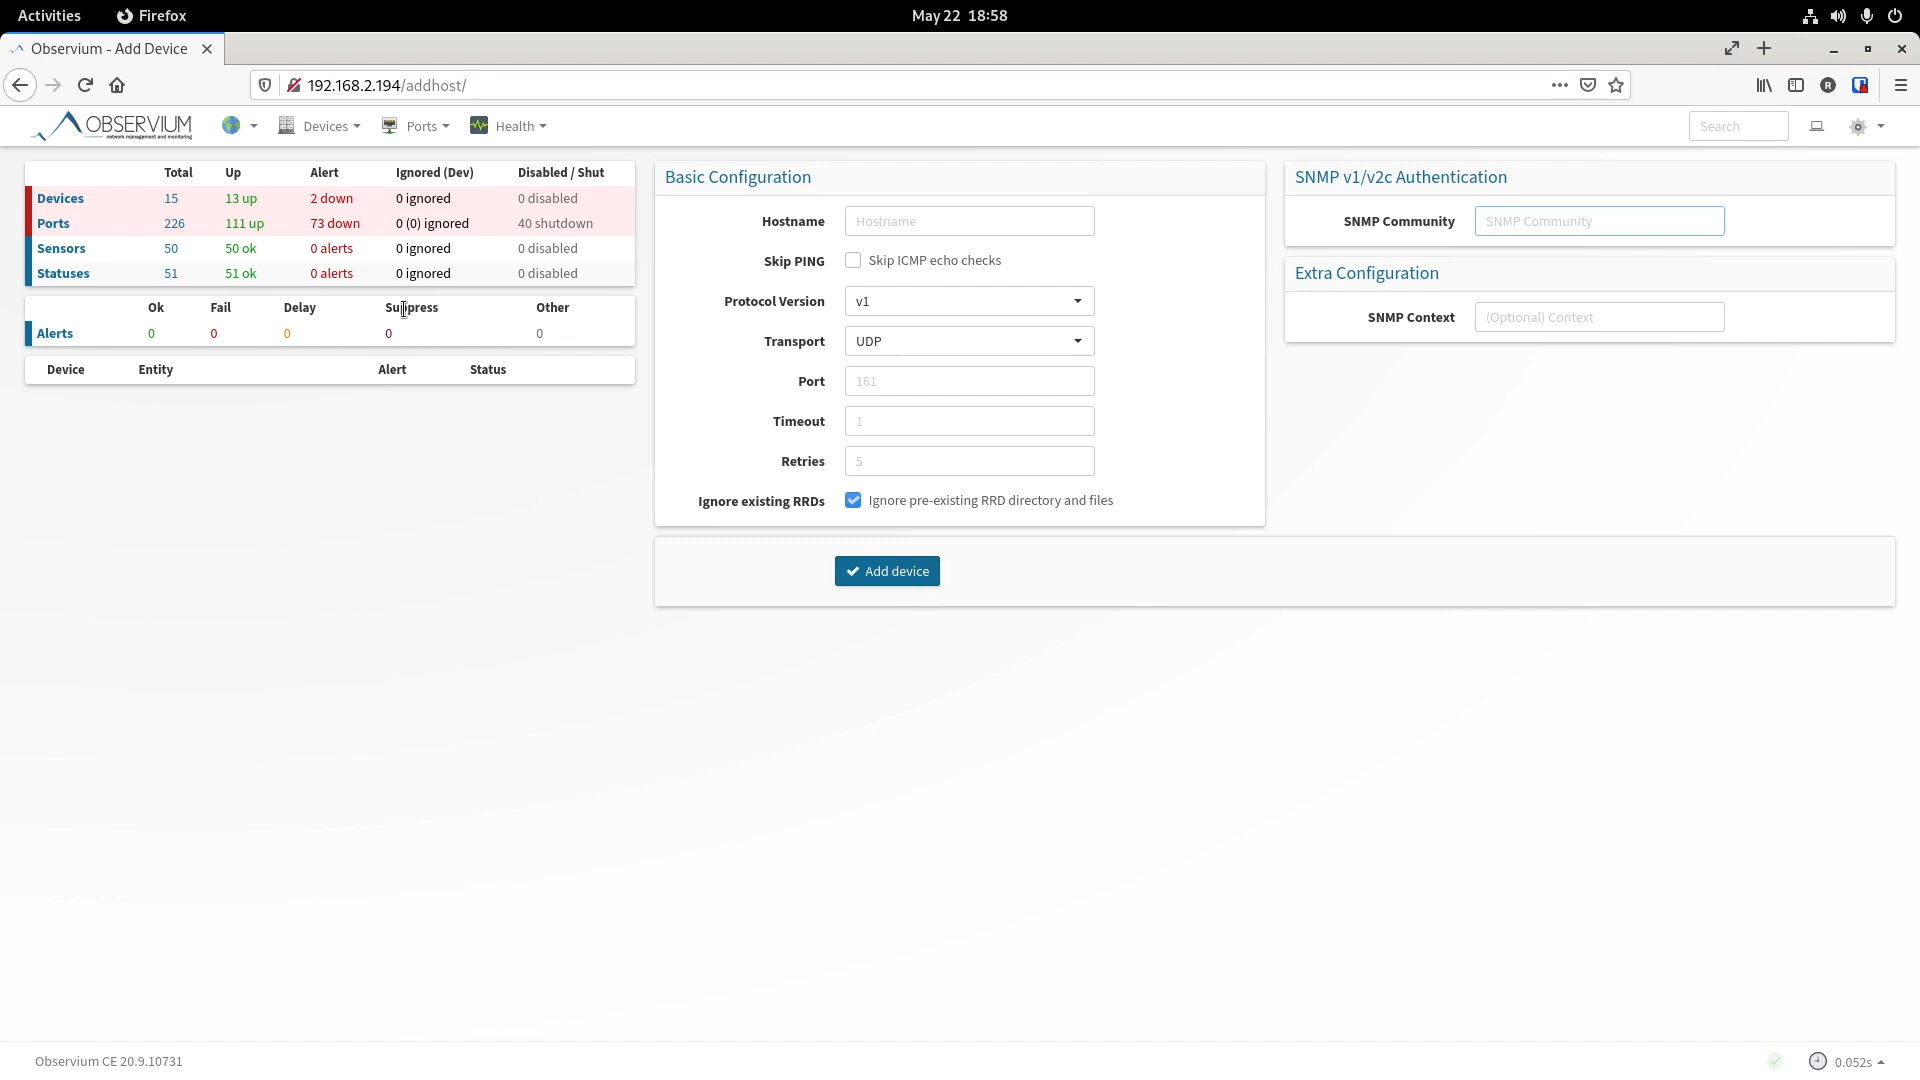 Activities Firefox May 22 18:58
Observium - Add Device
192.168.2.194/addhost/
OBSERVIUM Devices Ports Health Search
network management and monitoring
Total Up Alert Ignored (Dev) Disabled / Shut
Devices 15 13 up 2 down 0 ignored 0 disabled
Ports 226 111 up 73 down 0 (0) ignored 40 shutdown
Sensors 50 50 ok 0 alerts 0 ignored 0 disabled
Statuses 51 51 ok 0 alerts 0 ignored 0 disabled
Ok Fail Delay Suppress Other
Alerts 0 0 0 0 0
Device Entity Alert Status
Basic Configuration
Hostname Hostname
Skip PING Skip ICMP echo checks
Protocol Version v1
Transport UDP
Port 161
Timeout 1
Retries 5
Ignore existing RRDs Ignore pre-existing RRD directory and files
Add device
SNMP v1/v2c Authentication
SNMP Community SNMP Community
Extra Configuration
SNMP Context (Optional) Context
Observium CE 20.9.10731 0.052s